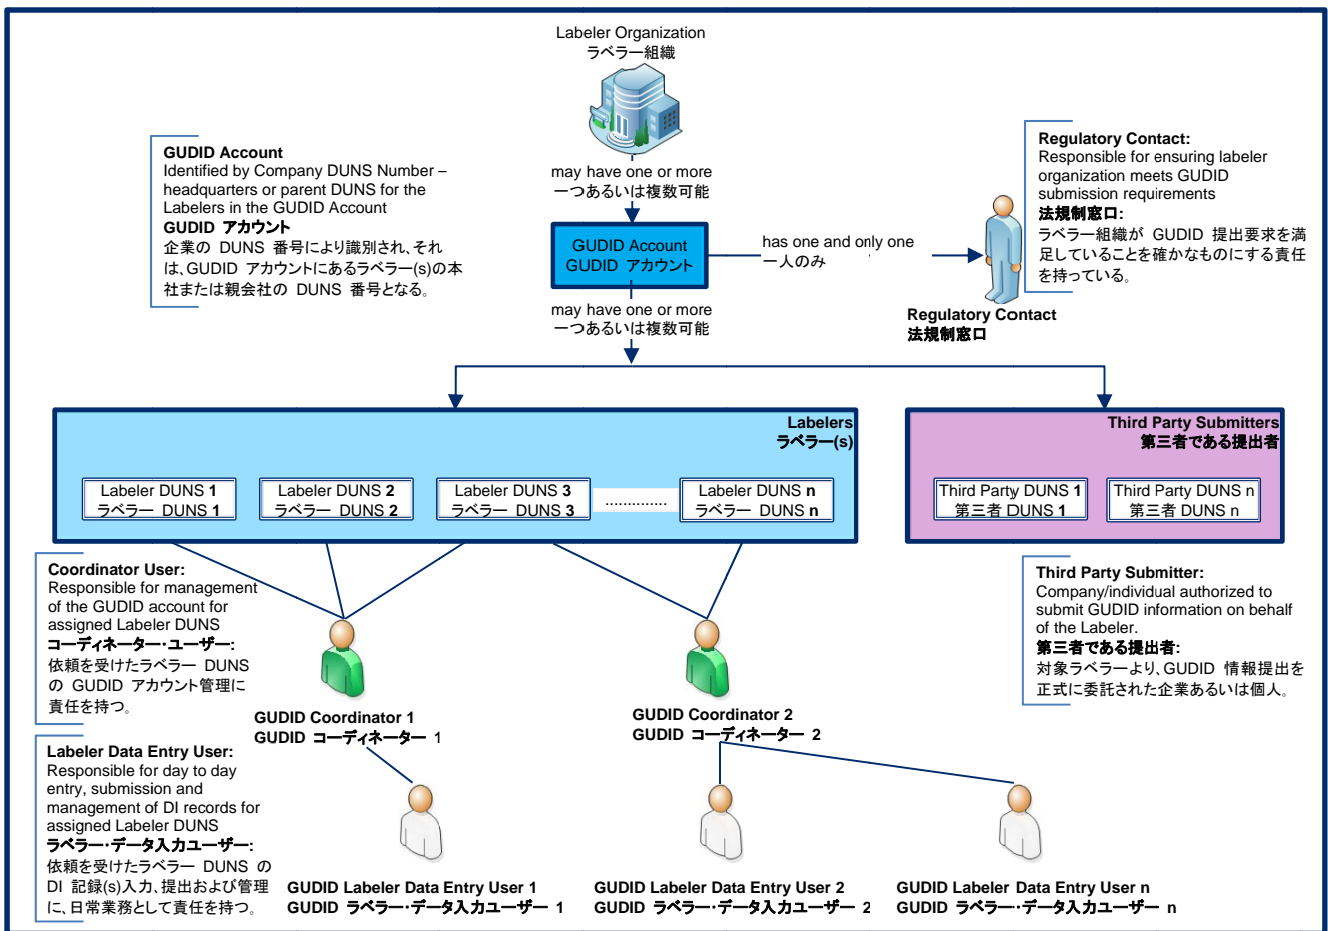 Labeler Organization
ラベラー組織
GUDID Account
Identified by Company DUNS Number –
headquarters or parent DUNS for the
Labelers in the GUDID Account
GUDID アカウント
企業の DUNS 番号により識別され、それ
は、GUDID アカウントにあるラベラー(s)の本
社または親会社の DUNS 番号となる。
may have one or more
一つあるいは複数可能
GUDID Account
GUDID アカウント
has one and only one
一人のみ
Regulatory Contact:
Responsible for ensuring labeler
organization meets GUDID
submission requirements
法規制窓口:
ラベラー組織が GUDID 提出要求を満
足していることを確かなものにする責任
を持っている。
Regulatory Contact
法規制窓口
may have one or more
一つあるいは複数可能
Labelers
ラベラー(s)
Labeler DUNS 1
ラベラー DUNS 1
Labeler DUNS 2
ラベラー DUNS 2
Labeler DUNS 3
ラベラー DUNS 3
..............
Labeler DUNS n
ラベラー DUNS n
Third Party Submitters
第三者である提出者
Third Party DUNS 1
第三者 DUNS 1
Third Party DUNS n
第三者 DUNS n
Coordinator User:
Responsible for management
of the GUDID account for
assigned Labeler DUNS
コーディネーター・ユーザー:
依頼を受けたラベラー DUNS
の GUDID アカウント管理に
責任を持つ。
Third Party Submitter:
Company/individual authorized to
submit GUDID information on behalf
of the Labeler.
第三者である提出者:
対象ラベラーより、GUDID 情報提出を
正式に委託された企業あるいは個人。
GUDID Coordinator 1
GUDID コーディネーター 1
GUDID Coordinator 2
GUDID コーディネーター 2
Labeler Data Entry User:
Responsible for day to day
entry, submission and
management of DI records for
assigned Labeler DUNS
ラベラー・データ入力ユーザー:
依頼を受けたラベラー DUNS の
DI 記録(s)入力、提出および管理
に、日常業務として責任を持つ。
GUDID Labeler Data Entry User 1
GUDID ラベラー・データ入力ユーザー 1
GUDID Labeler Data Entry User 2
GUDID ラベラー・データ入力ユーザー 2
GUDID Labeler Data Entry User n
GUDID ラベラー・データ入力ユーザー n